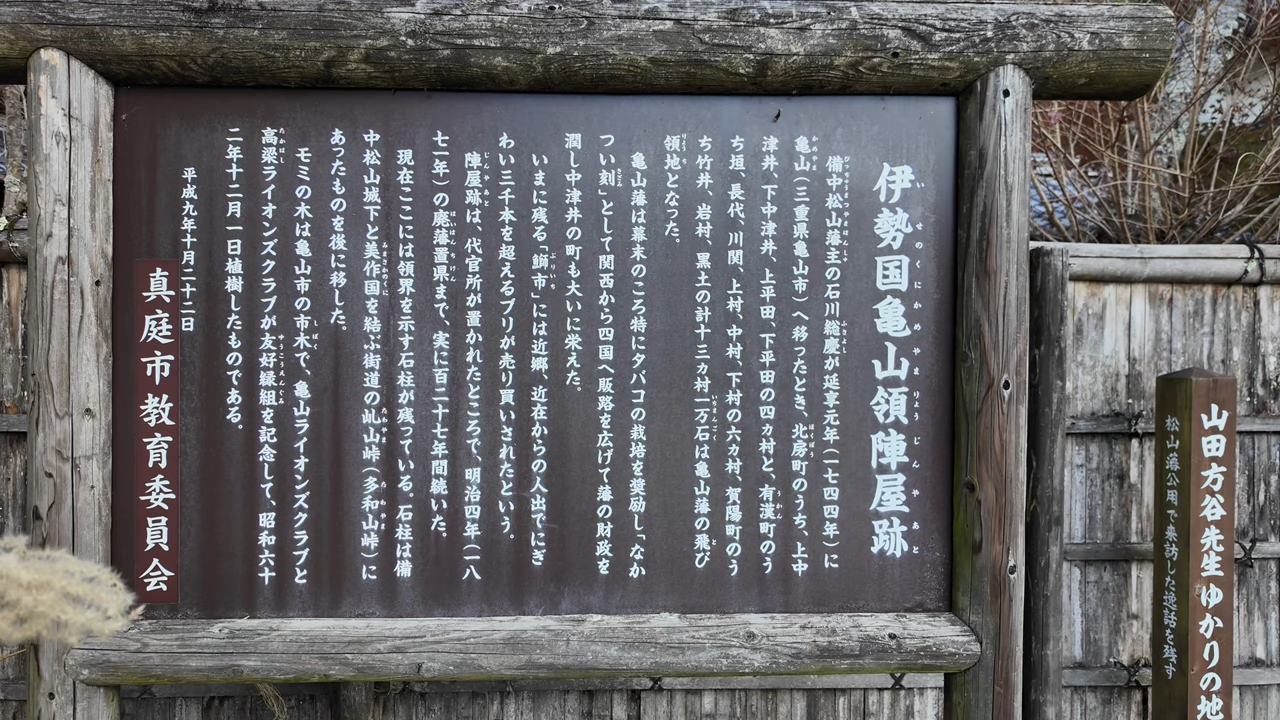 伊勢国亀山領陣屋跡
いせのくにかめやまりょうじんやあと
備中松山藩主の石川総慶が延享元年（一七四四年）に
亀山（三重県亀山市）へ移ったとき、北房町のうち、上中
津井、下中津井、上平田、下平田の四カ村と、有漢町のう
ち垣、長代、川関、上村、中村、下村の六カ村、賀陽町のう
ち竹井、岩村、黒土の計十三カ村一万石は亀山藩の飛び
領地となった。
亀山藩は幕末のころ特にタバコの栽培を奨励し「なか
つい刻」として関西から四国へ販路を広げて藩の財政を
潤し中津井の町も大いに栄えた。
いまに残る「鰤市」には近郷、近在からの人出でにぎ
わい三千本を超えるブリが売り買いされたという。
陣屋跡は、代官所が置かれたところで、明治四年（一八
七一年）の廃藩置県まで、実に百二十七年間続いた。
現在ここには領界を示す石柱が残っている。石柱は備
中松山城下と美作国を結ぶ街道の乢山峠（多和山峠）に
あったものを後に移した。
モミの木は亀山市の市木で、亀山ライオンズクラブと
高梁ライオンズクラブが友好縁組を記念して、昭和六十
二年十二月一日植樹したものである。
平成九年十月二十二日
真庭市教育委員会
山田方谷先生ゆかりの地
松山藩公用で来訪した逸話を残す